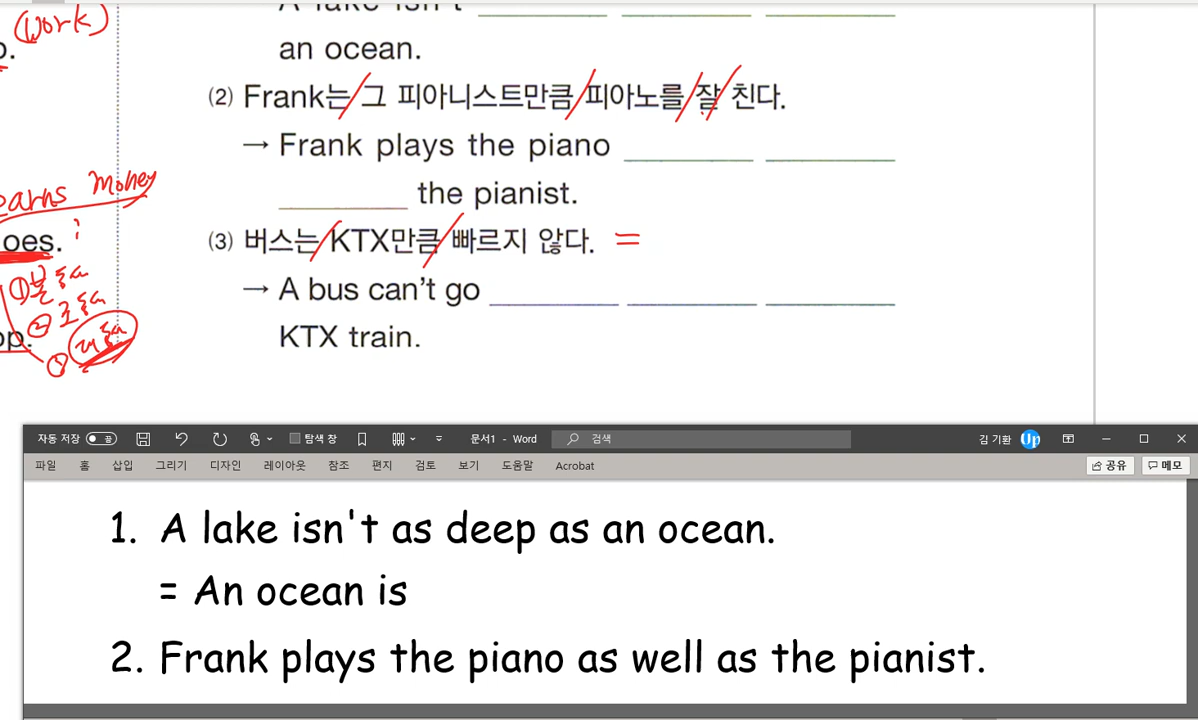 (work)
A lake isn't
an ocean.
(2) Frank는 그 피아니스트만큼 피아노를 잘 친다.
→ Frank plays the piano
the pianist.
earns money
oes.
(3) 버스는 KTX만큼 빠르지 않다. =
→ A bus can't go
KTX train.
op.
자동 저장 끔 탐색 창 문서1 - Word 검색 김 기환 Up
파일 홈 삽입 그리기 디자인 레이아웃 참조 편지 검토 보기 도움말 Acrobat 공유 메모
1. A lake isn't as deep as an ocean.
= An ocean is
2. Frank plays the piano as well as the pianist.